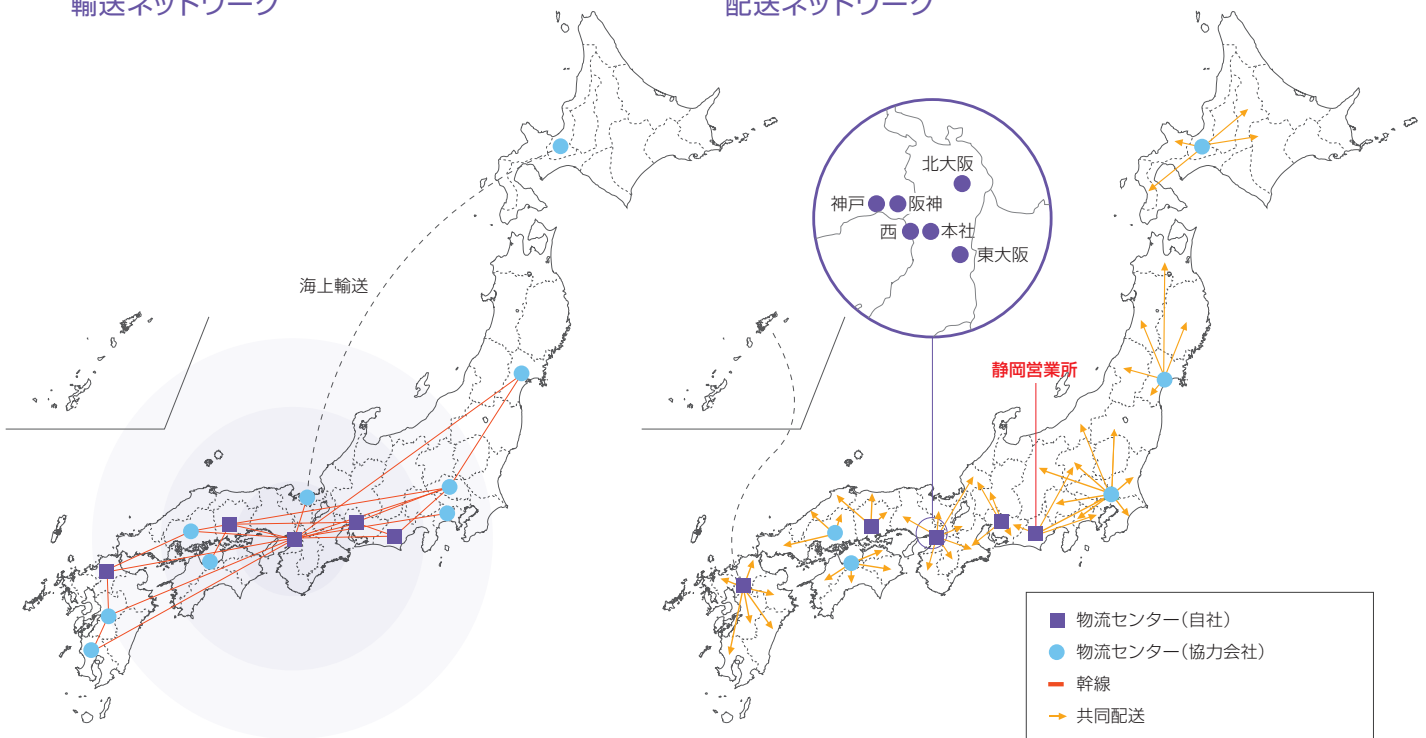 輸送ネットワーク
配送ネットワーク
海上輸送
北大阪
神戸
阪神
西
本社
東大阪
静岡営業所
物流センター(自社)
物流センター(協力会社)
幹線
共同配送